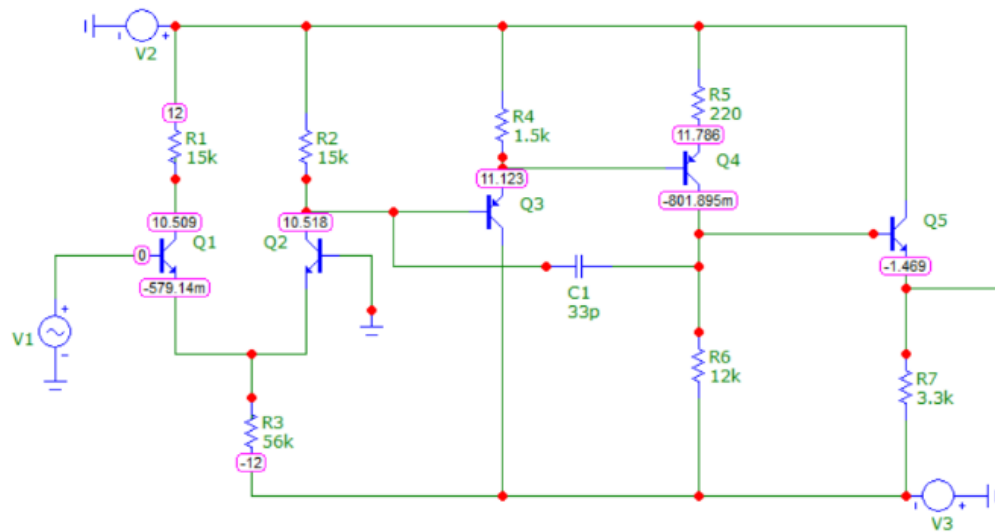 V2
12
R1
15k
R2
15k
R4
1.5k
R5
220
11.786
Q4
11.123
Q3
-801.895m
10.509
Q1
10.518
Q2
0
-579.14m
Q5
-1.469
C1
33p
V1
R6
12k
R7
3.3k
R3
56k
-12
V3